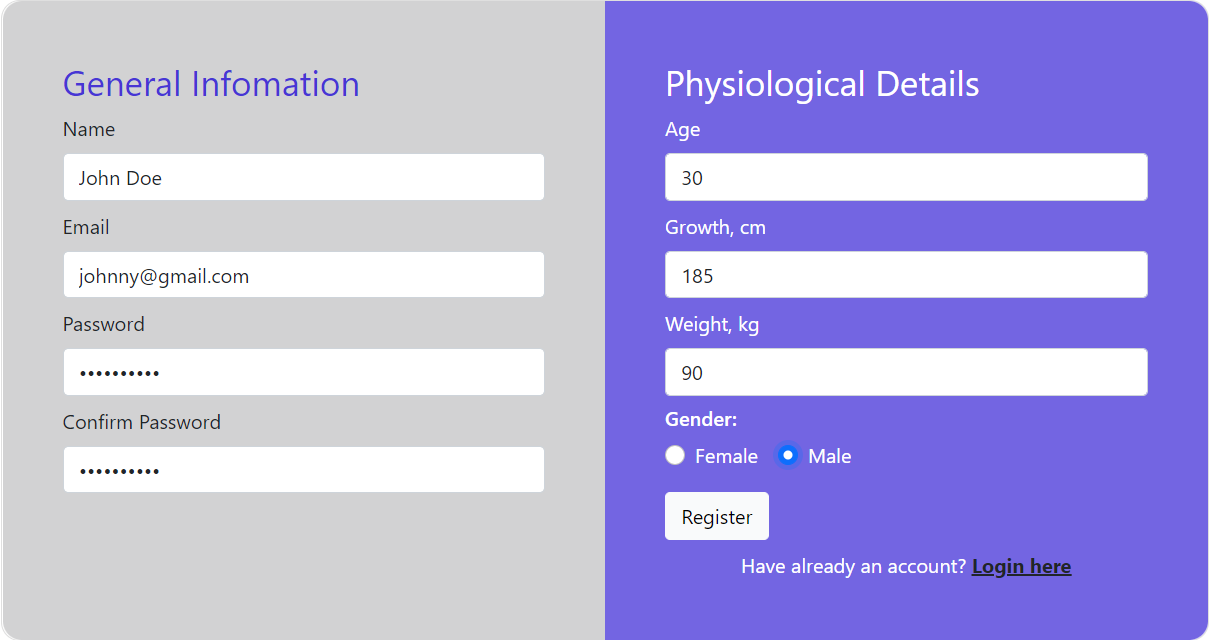 General Infomation
Name
John Doe
Email
johnny@gmail.com
Password
••••••••••
Confirm Password
••••••••••
Physiological Details
Age
30
Growth, cm
185
Weight, kg
90
Gender:
Female Male
Register
Have already an account? Login here